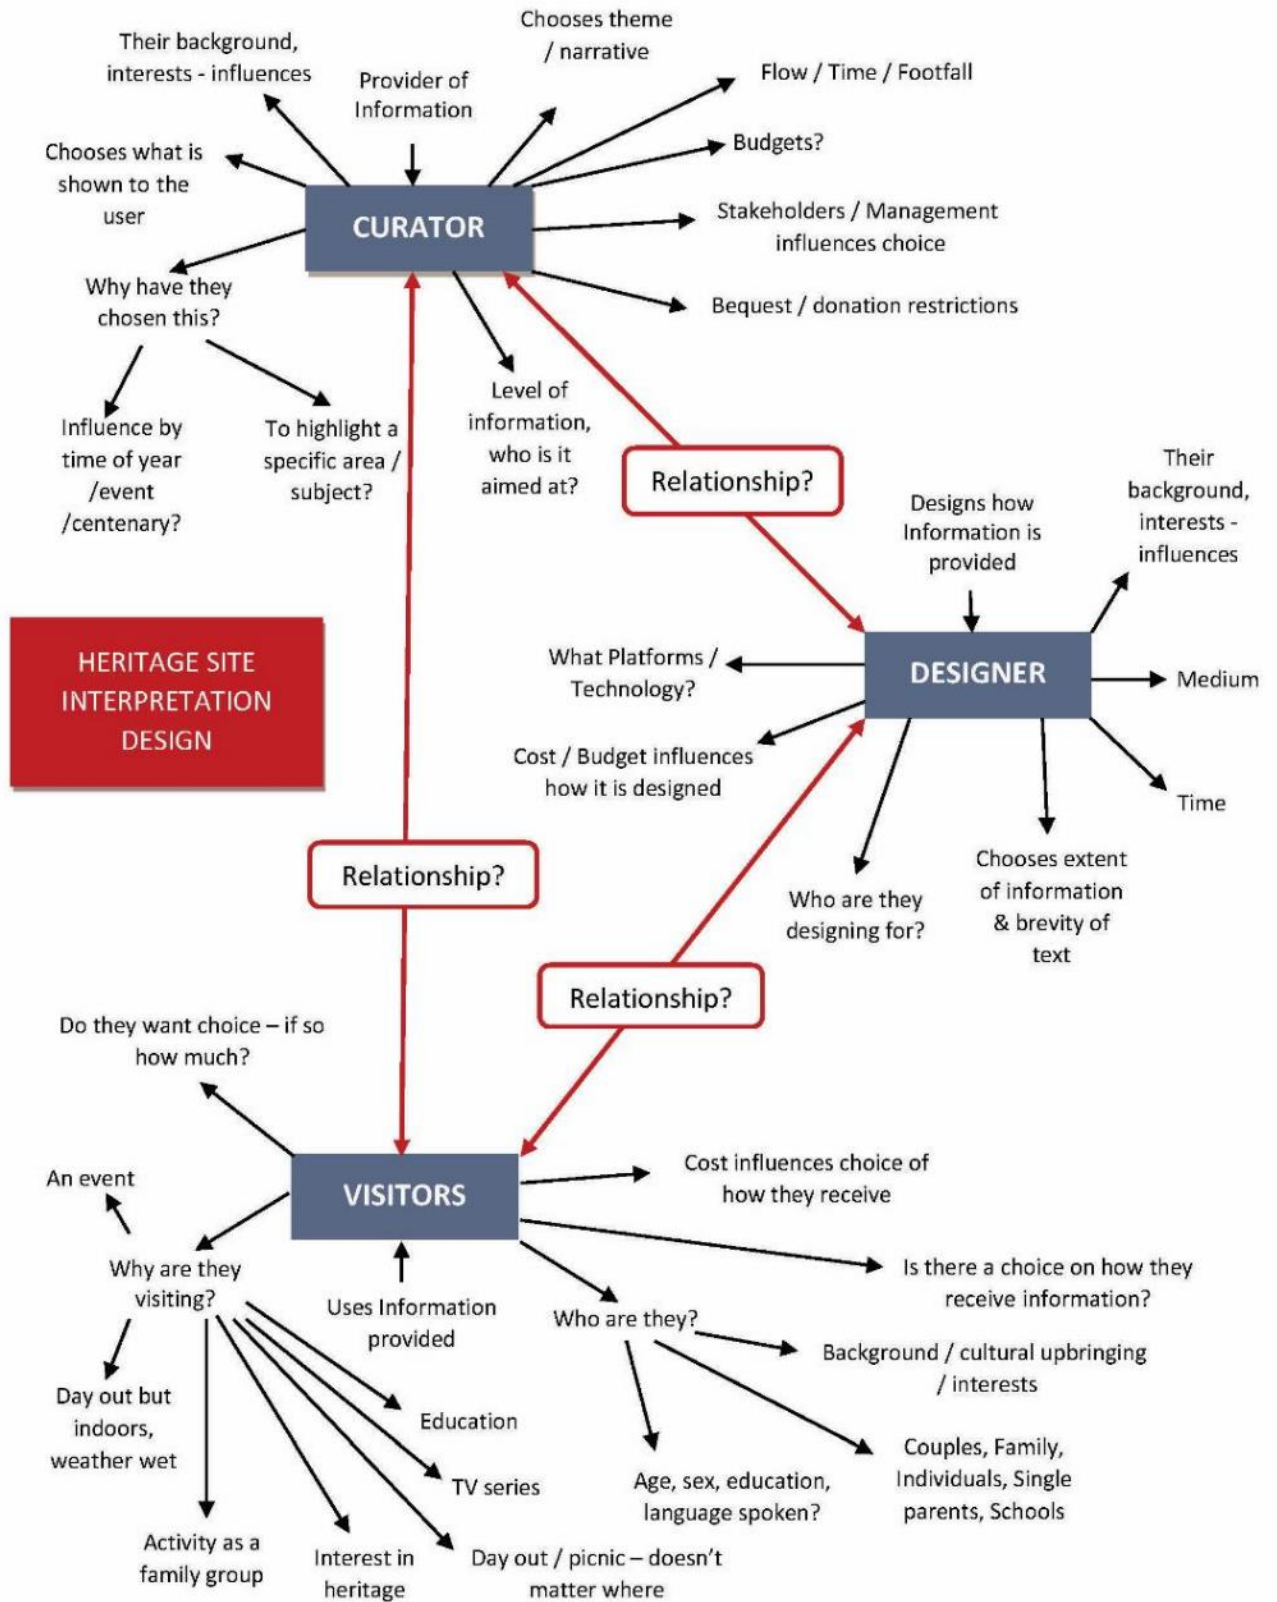 Chooses theme
/ narrative
Their background,
interests - influences
Provider of
Information
Flow / Time / Footfall
Budgets?
Chooses what is
shown to the
user
CURATOR
Stakeholders / Management
influences choice
Why have they
chosen this?
Bequest / donation restrictions
Influence by
time of year
/event
/centenary?
To highlight a
specific area /
subject?
Level of
information,
who is it
aimed at?
Relationship?
Designs how
Information is
provided
Their
background,
interests -
influences
HERITAGE SITE
INTERPRETATION
DESIGN
What Platforms /
Technology?
DESIGNER
Medium
Cost / Budget influences
how it is designed
Time
Relationship?
Who are they
designing for?
Chooses extent
of information
& brevity of
text
Relationship?
Do they want choice – if so
how much?
An event
VISITORS
Cost influences choice of
how they receive
Why are they
visiting?
Uses Information
provided
Who are they?
Is there a choice on how they
receive information?
Background / cultural upbringing
/ interests
Day out but
indoors,
weather wet
Education
TV series
Age, sex, education,
language spoken?
Couples, Family,
Individuals, Single
parents, Schools
Activity as a
family group
Interest in
heritage
Day out / picnic – doesn't
matter where